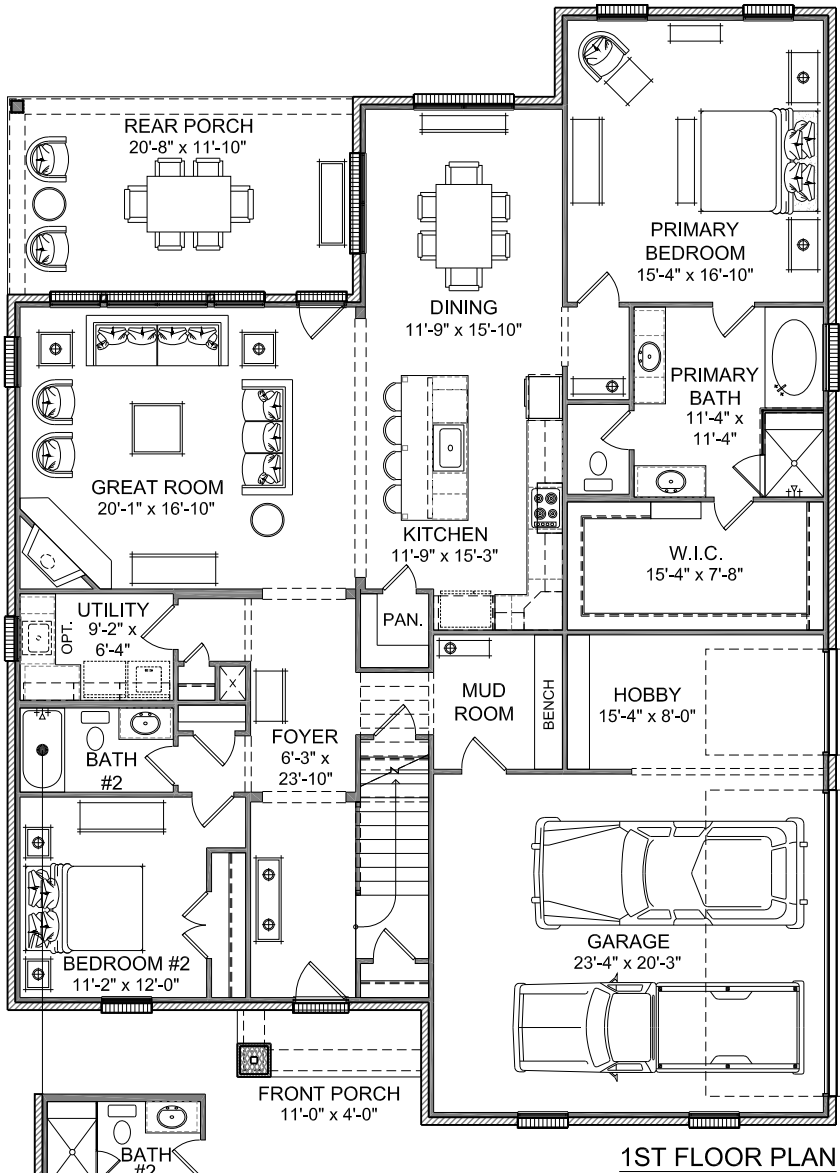 REAR PORCH
20'-8" x 11'-10"
PRIMARY
BEDROOM
15'-4" x 16'-10"
DINING
11'-9" x 15'-10"
PRIMARY
BATH
11'-4" x
11'-4"
GREAT ROOM
20'-1" x 16'-10"
KITCHEN
11'-9" x 15'-3"
W.I.C.
15'-4" x 7'-8"
UTILITY
9'-2" x
6'-4"
OPT.
PAN.
X
MUD
ROOM
BENCH
HOBBY
15'-4" x 8'-0"
FOYER
6'-3" x
23'-10"
BATH
#2
BEDROOM #2
11'-2" x 12'-0"
GARAGE
23'-4" x 20'-3"
FRONT PORCH
11'-0" x 4'-0"
BATH
#2
1ST FLOOR PLAN